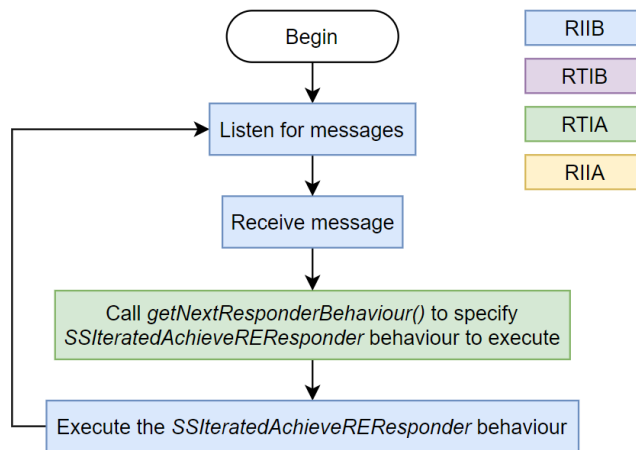 Begin
Listen for messages
Receive message
Call getNextResponderBehaviour() to specify
SSIteratedAchieveREResponder behaviour to execute
Execute the SSIteratedAchieveREResponder behaviour
RIIB
RTIB
RTIA
RIIA